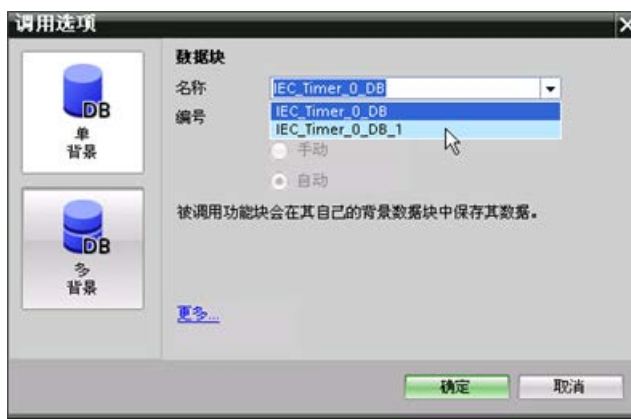 调用选项
DB
单
背景
DB
多
背景
数据块
名称
IEC_Timer_0_DB
IEC_Timer_0_DB
编号
IEC_Timer_0_DB_1
手动
自动
被调用功能块会在其自己的背景数据块中保存其数据。
更多...
确定
取消